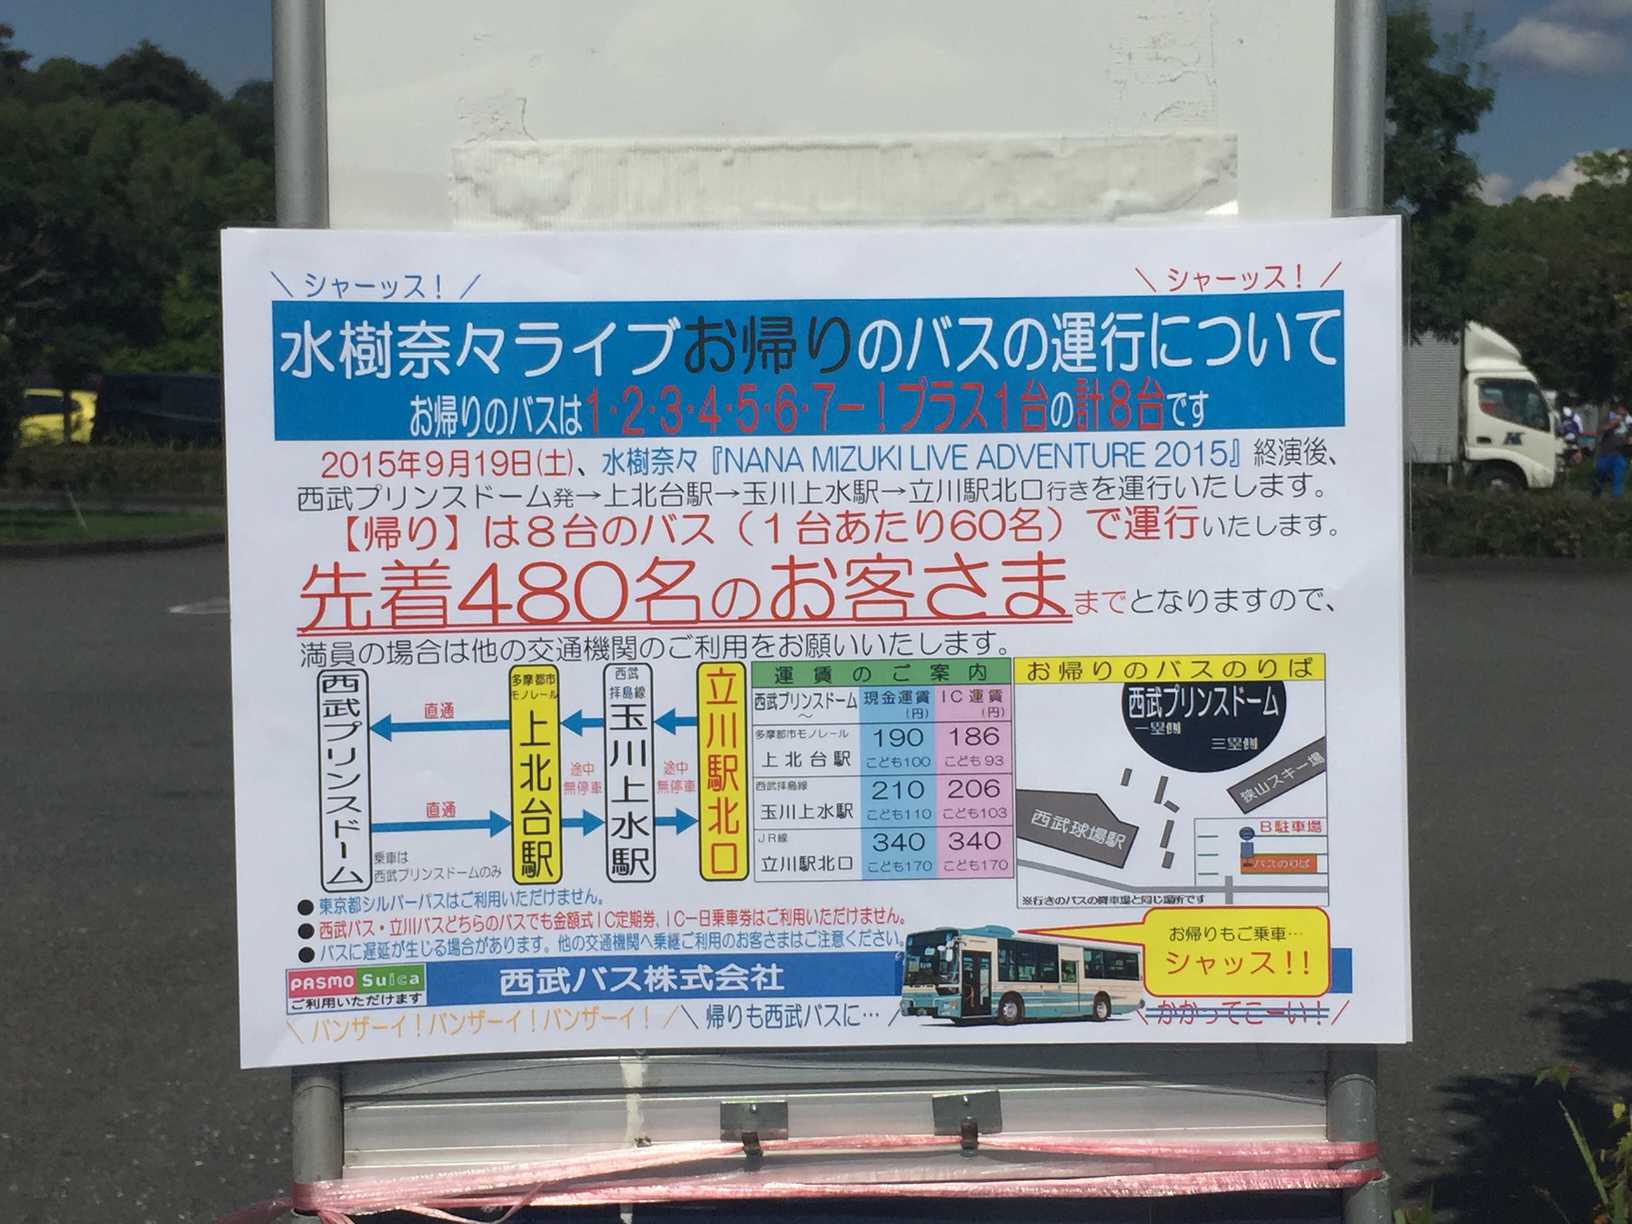 ＼ シャーッス！ ／
＼ シャーッス！ ／
水樹奈々ライブお帰りのバスの運行について
お帰りのバスは1・2・3・4・5・6・7ー！プラス1台の計8台です
2015年9月19日(土)、水樹奈々『NANA MIZUKI LIVE ADVENTURE 2015』終演後、
西武プリンスドーム発→上北台駅→玉川上水駅→立川駅北口行きを運行いたします。
【帰り】は8台のバス（1台あたり60名）で運行いたします。
先着480名のお客さままでとなりますので、
満員の場合は他の交通機関のご利用をお願いいたします。
西武プリンスドーム
直通
直通
乗車は
西武プリンスドームのみ
多摩都市
モノレール
上北台駅
途中
無停車
西武
拝島線
玉川上水駅
途中
無停車
立川駅北口
運賃のご案内
西武プリンスドーム
～
現金運賃
(円)
IC運賃
(円)
多摩都市モノレール
上北台駅
190
こども100
186
こども93
西武拝島線
玉川上水駅
210
こども110
206
こども103
JR線
立川駅北口
340
こども170
340
こども170
お帰りのバスのりば
西武プリンスドーム
一塁側
三塁側
狭山スキー場
西武球場駅
B駐車場
バスのりば
※行きのバスの降車場と同じ場所です
●東京都シルバーパスはご利用いただけません。
●西武バス・立川バスどちらのバスでも金額式IC定期券、IC一日乗車券はご利用いただけません。
●バスに遅延が生じる場合があります。他の交通機関へ乗継ご利用のお客さまはご注意ください。
PASMO Suica
ご利用いただけます
西武バス株式会社
お帰りもご乗車…
シャッス！！
＼ バンザーイ！バンザーイ！バンザーイ！ ／
＼ 帰りも西武バスに… ／
＼ かかってこーい！ ／